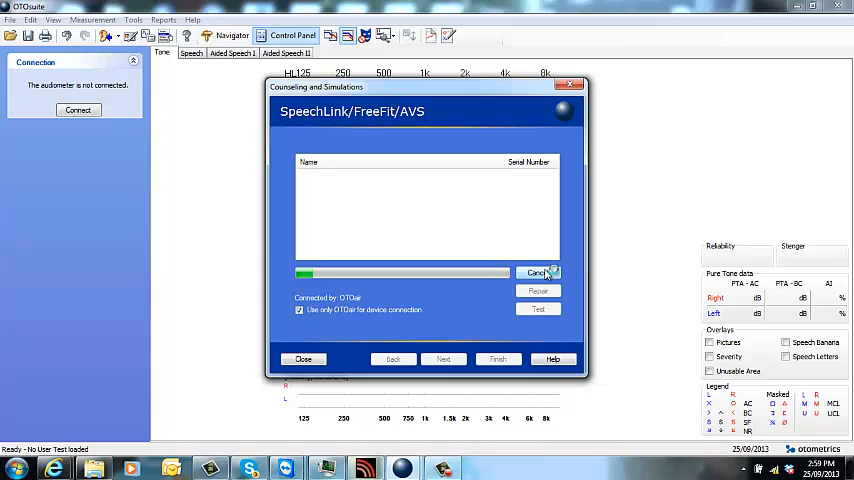 OTOsuite
File Edit View Measurement Tools Reports Help
Navigator Control Panel
Connection
The audiometer is not connected.
Connect
Tone Speech Aided Speech I Aided Speech II
HL125 250 500 1k 2k 4k 8k
Counseling and Simulations
SpeechLink/FreeFit/AVS
Name Serial Number
Repair
Test
Connected by: OTOair
Use only OTOair for device connection.
Close Back Next Finish Help
R
L
125 250 500 750 1k 1.5k 2k 3k 4k 6k 8k
Reliability Stenger
Pure Tone data
PTA - AC PTA - BC AI
Right dB dB %
Left dB dB %
Overlays
Pictures Speech Banana
Severity Speech Letters
Unusable Area
Legend
L R Masked L R
AC UCL
BC MCL
SF
NR
Ready - No User Test loaded
25/09/2013 otometrics
2:59 PM
25/09/2013